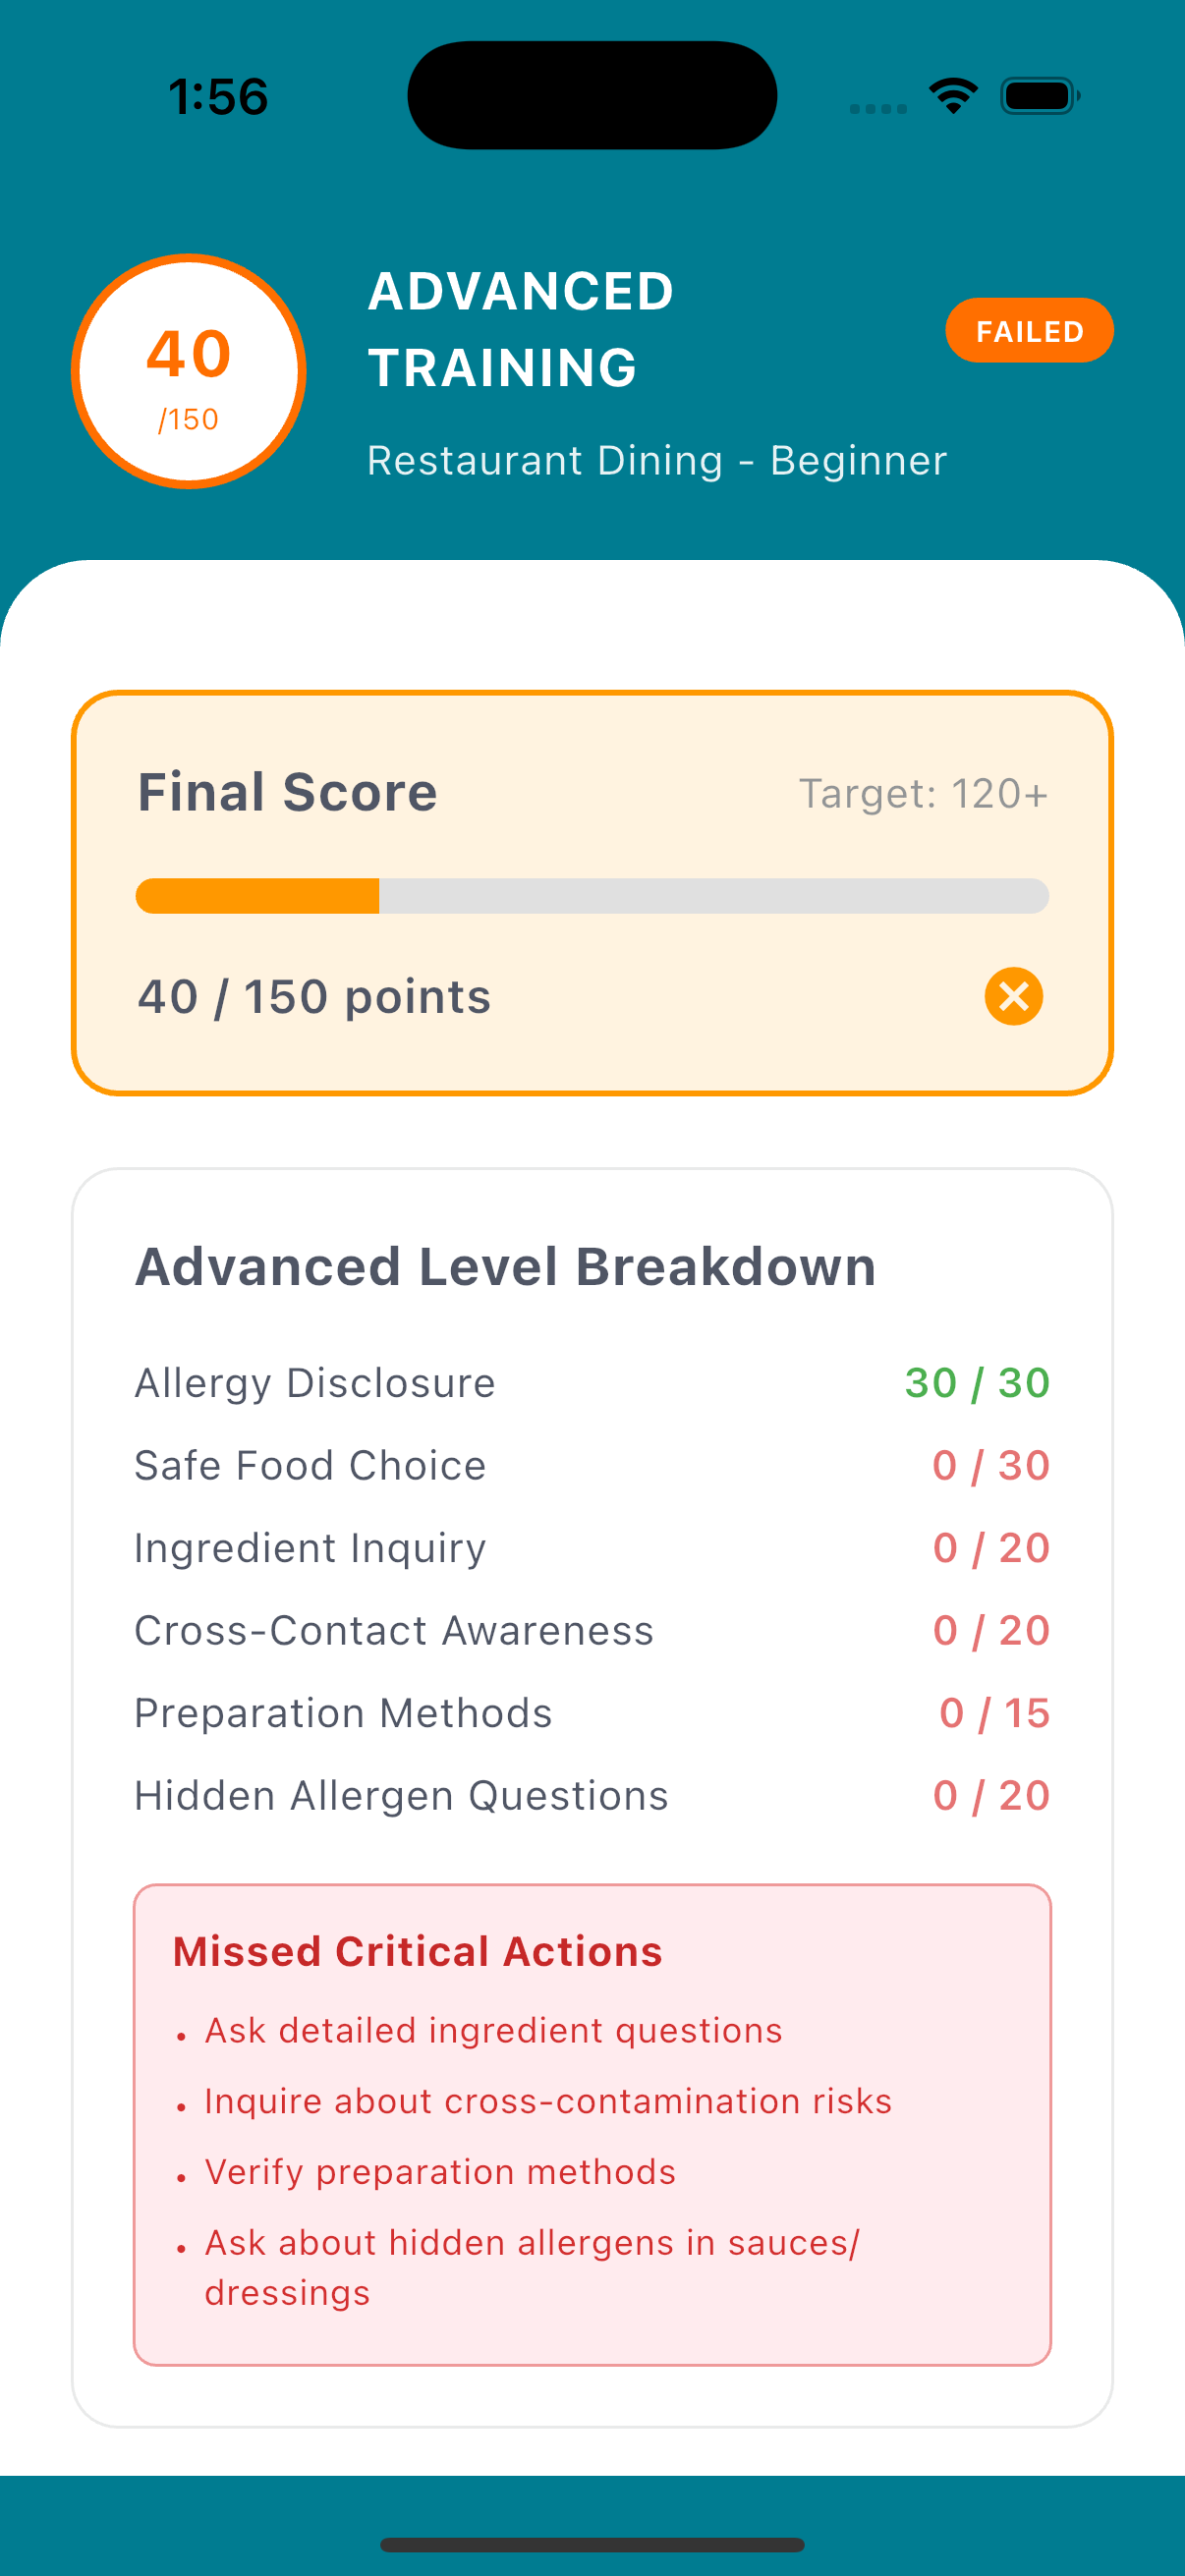 1:56
40
/150
ADVANCED
TRAINING
FAILED
Restaurant Dining - Beginner
Final Score
Target: 120+
40 / 150 points
Advanced Level Breakdown
Allergy Disclosure 30 / 30
Safe Food Choice 0 / 30
Ingredient Inquiry 0 / 20
Cross-Contact Awareness 0 / 20
Preparation Methods 0 / 15
Hidden Allergen Questions 0 / 20
Missed Critical Actions
• Ask detailed ingredient questions
• Inquire about cross-contamination risks
• Verify preparation methods
• Ask about hidden allergens in sauces/
dressings